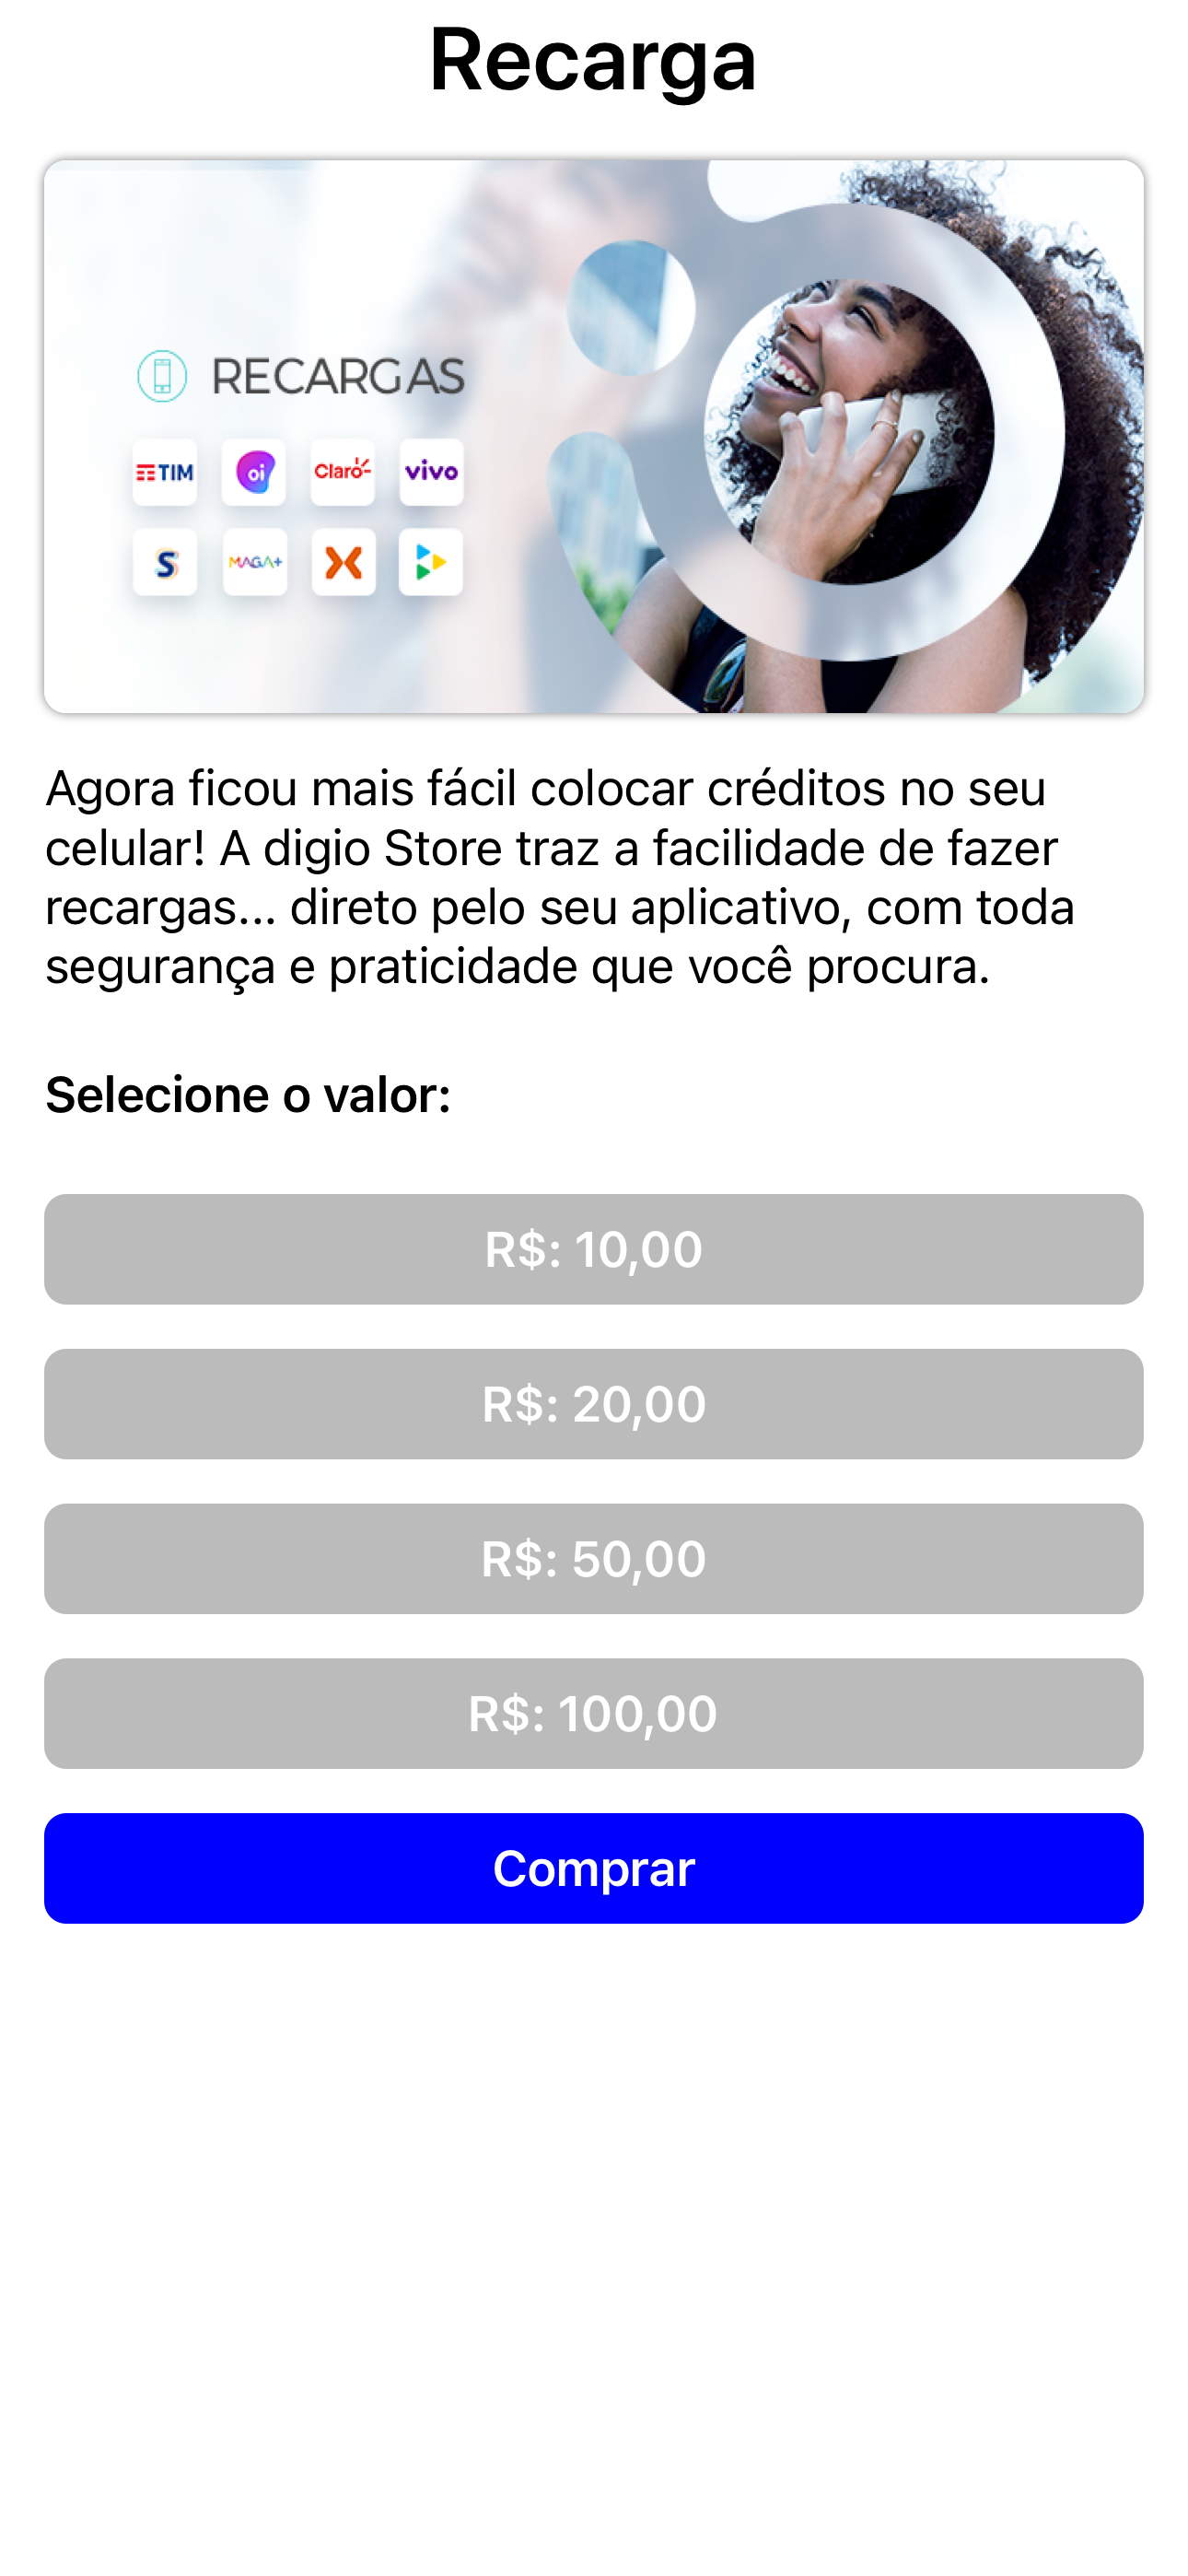 Recarga
RECARGAS
TIM oi Claro vivo
S MAGA+
Agora ficou mais fácil colocar créditos no seu
celular! A digio Store traz a facilidade de fazer
recargas... direto pelo seu aplicativo, com toda
segurança e praticidade que você procura.
Selecione o valor:
R$: 10,00
R$: 20,00
R$: 50,00
R$: 100,00
Comprar